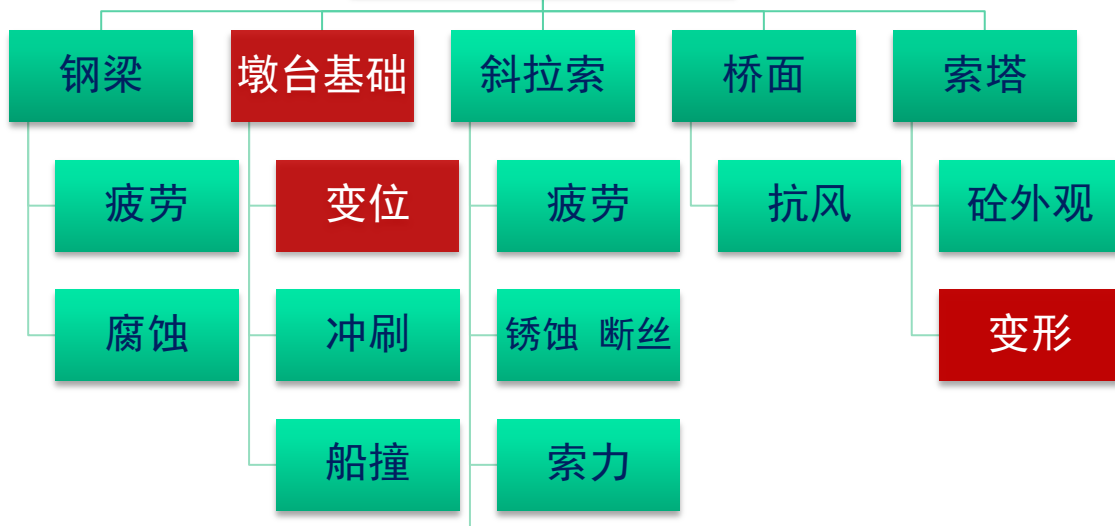 钢梁 墩台基础 斜拉索 桥面 索塔
疲劳 变位 疲劳 抗风 砼外观
腐蚀 冲刷 锈蚀 断丝 变形
船撞 索力